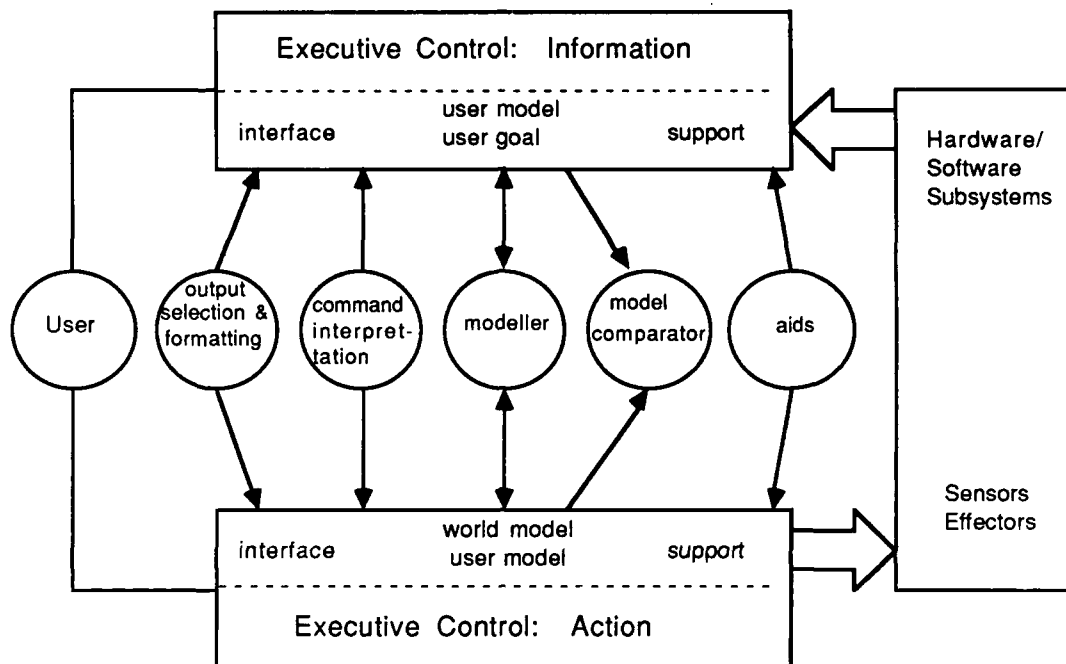 Executive Control: Information
interface
user model
user goal
support
Hardware/
Software
Subsystems
User
output
selection &
formatting
command
interpret-
tation
modeller
model
comparator
aids
Sensors
Effectors
interface
world model
user model
support
Executive Control: Action